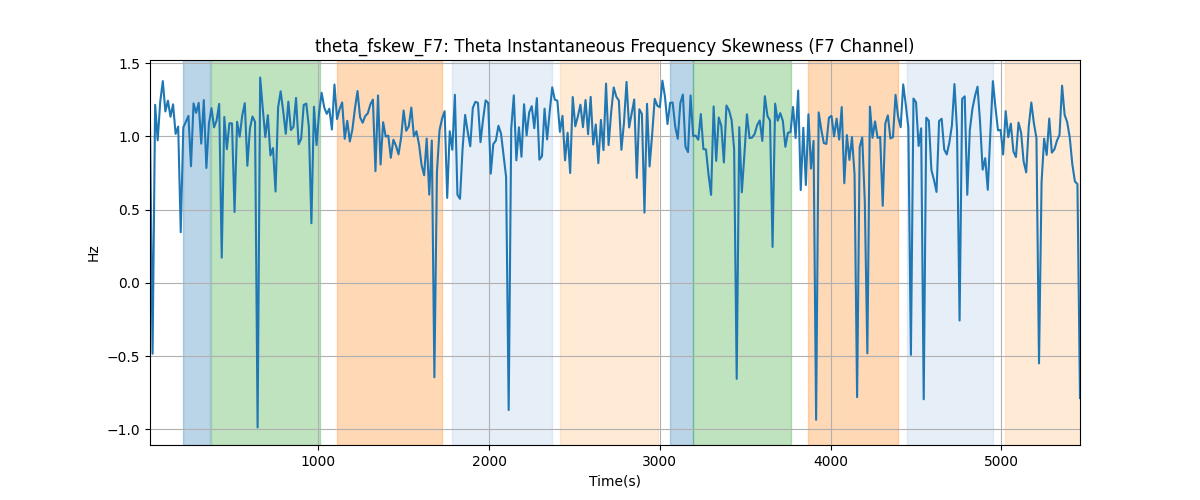 theta_fskew_F7: Theta Instantaneous Frequency Skewness (F7 Channel)
1.5
1.0
0.5
0.0
−0.5
−1.0
Hz
1000 2000 3000 4000 5000
Time(s)